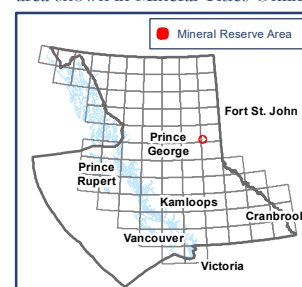 Mineral Reserve Area
Fort St. John
Prince
George
Prince
Rupert
Kamloops
Cranbrook
Vancouver
Victoria